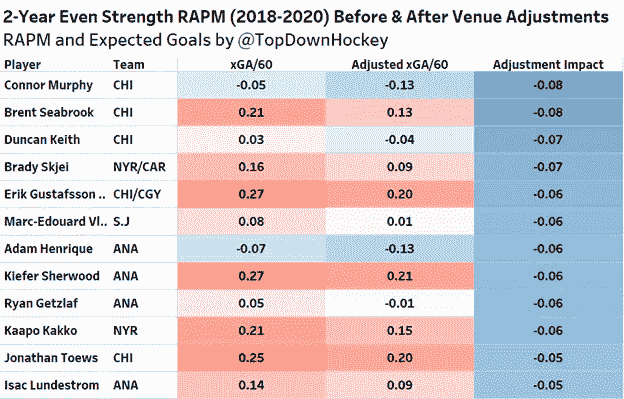 2-Year Even Strength RAPM (2018-2020) Before & After Venue Adjustments
RAPM and Expected Goals by @TopDownHockey
Player Team xGA/60 Adjusted xGA/60 Adjustment Impact
Connor Murphy CHI -0.05 -0.13 -0.08
Brent Seabrook CHI 0.21 0.13 -0.08
Duncan Keith CHI 0.03 -0.04 -0.07
Brady Skjei NYR/CAR 0.16 0.09 -0.07
Erik Gustafsson .. CHI/CGY 0.27 0.20 -0.06
Marc-Edouard Vl.. S.J 0.08 0.01 -0.06
Adam Henrique ANA -0.07 -0.13 -0.06
Kiefer Sherwood ANA 0.27 0.21 -0.06
Ryan Getzlaf ANA 0.05 -0.01 -0.06
Kaapo Kakko NYR 0.21 0.15 -0.06
Jonathan Toews CHI 0.25 0.20 -0.05
Isac Lundestrom ANA 0.14 0.09 -0.05